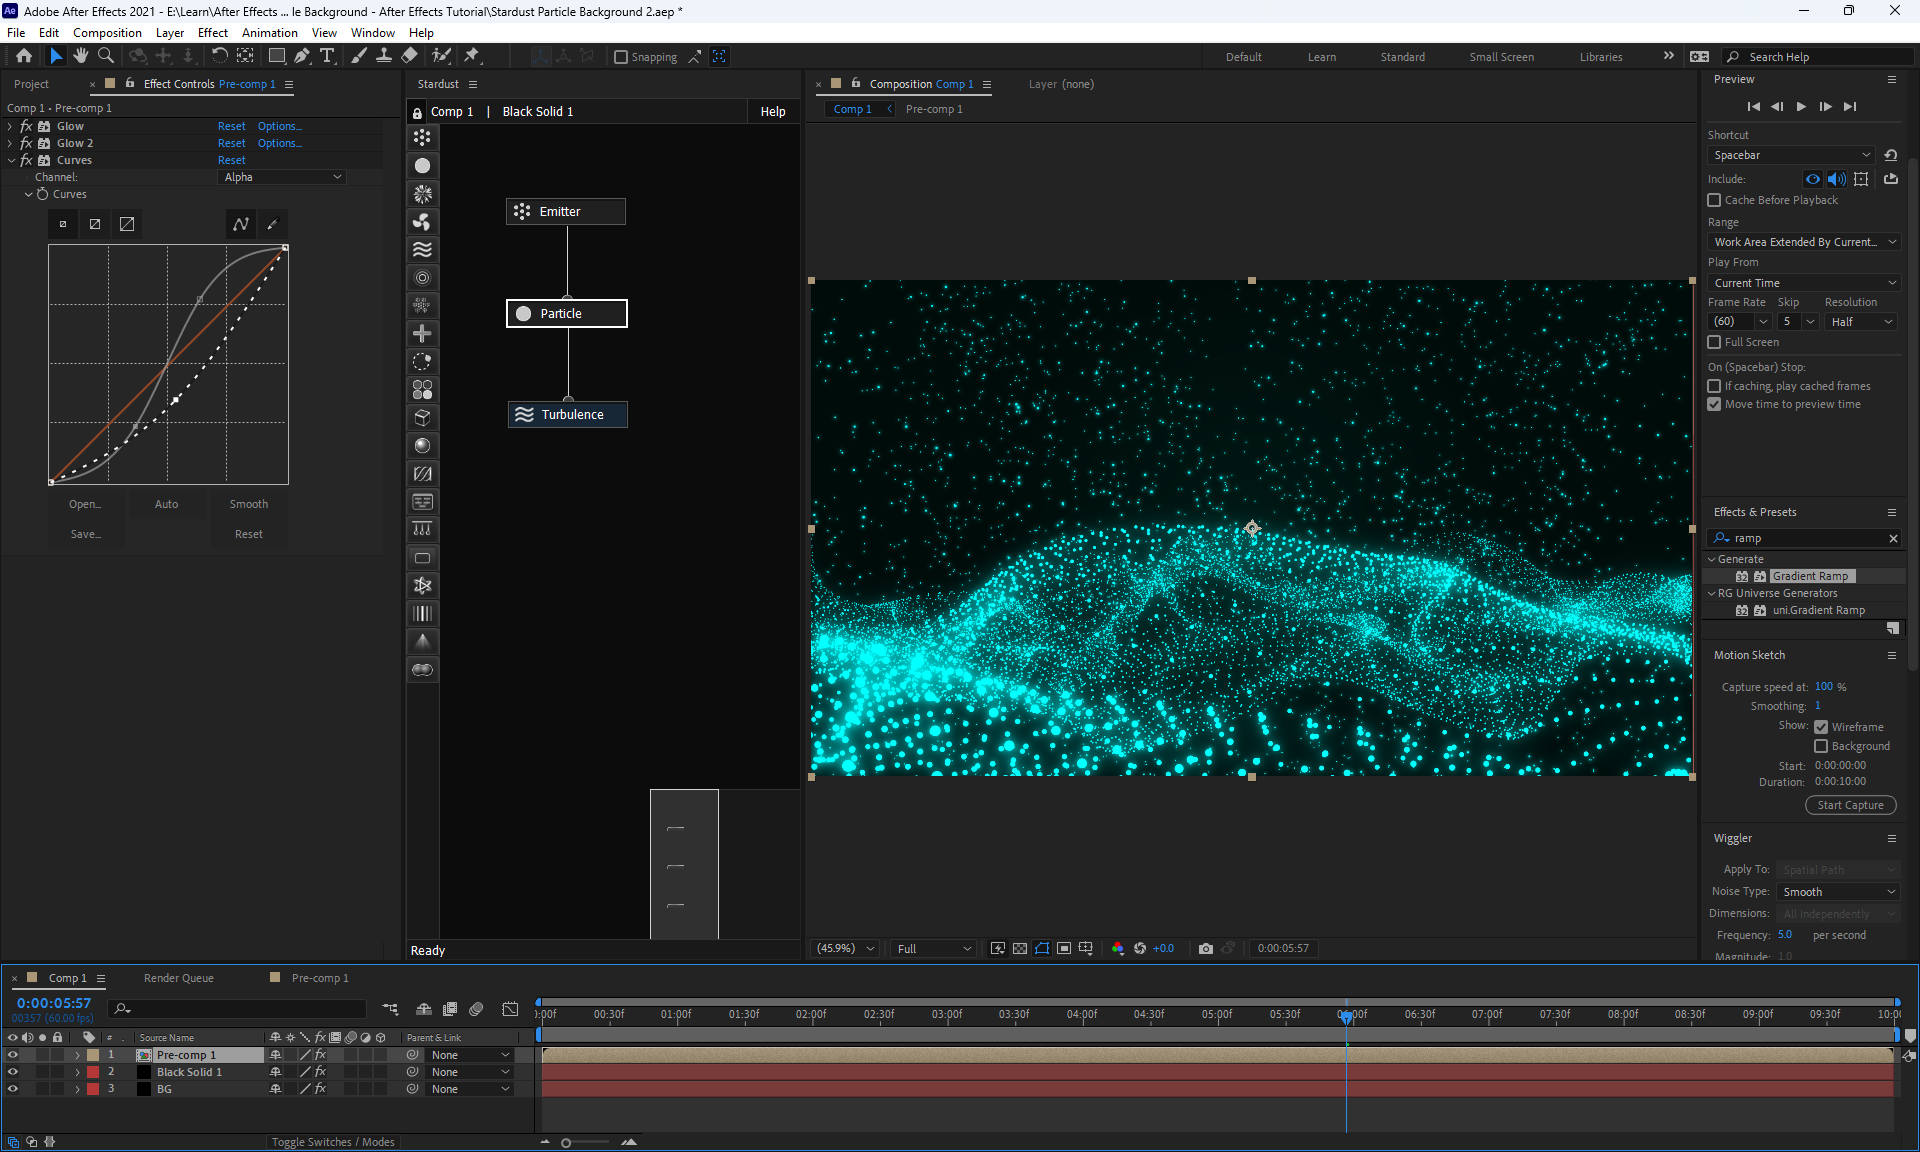 Adobe After Effects 2021 - E:\Learn\After Effects ... le Background - After Effects Tutorial\Stardust Particle Background 2.aep *
File Edit Composition Layer Effect Animation View Window Help
Snapping
Default Learn Standard Small Screen Libraries
Search Help
Project
Effect Controls Pre-comp 1
Comp 1 • Pre-comp 1
fx Glow Reset Options...
fx Glow 2 Reset Options...
fx Curves Reset
Channel: Alpha
Curves
Open... Auto Smooth
Save... Reset
Stardust
Comp 1 | Black Solid 1 Help
Emitter
Particle
Turbulence
Ready
Composition Comp 1
Layer (none)
Comp 1 Pre-comp 1
(45.9%) Full +0.0 0:00:05:57
Preview
Shortcut
Spacebar
Include:
Cache Before Playback
Range
Work Area Extended By Current...
Play From
Current Time
Frame Rate Skip Resolution
(60) 5 Half
Full Screen
On (Spacebar) Stop:
If caching, play cached frames
Move time to preview time
Effects & Presets
ramp
Generate
32 Gradient Ramp
RG Universe Generators
32 uni.Gradient Ramp
Motion Sketch
Capture speed at: 100 %
Smoothing: 1
Show: Wireframe
Background
Start: 0:00:00:00
Duration: 0:00:10:00
Start Capture
Wiggler
Apply To: Spatial Path
Noise Type: Smooth
Dimensions: All Independently
Frequency: 5.0 per second
Magnitude: 1.0
Comp 1 Render Queue Pre-comp 1
0:00:05:57
00357 (60.00 fps)
):00f 00:30f 01:00f 01:30f 02:00f 02:30f 03:00f 03:30f 04:00f 04:30f 05:00f 05:30f 06:00f 06:30f 07:00f 07:30f 08:00f 08:30f 09:00f 09:30f 10:0(
# . Source Name fx Parent & Link
1 Pre-comp 1 fx None
2 Black Solid 1 fx None
3 BG fx None
Toggle Switches / Modes